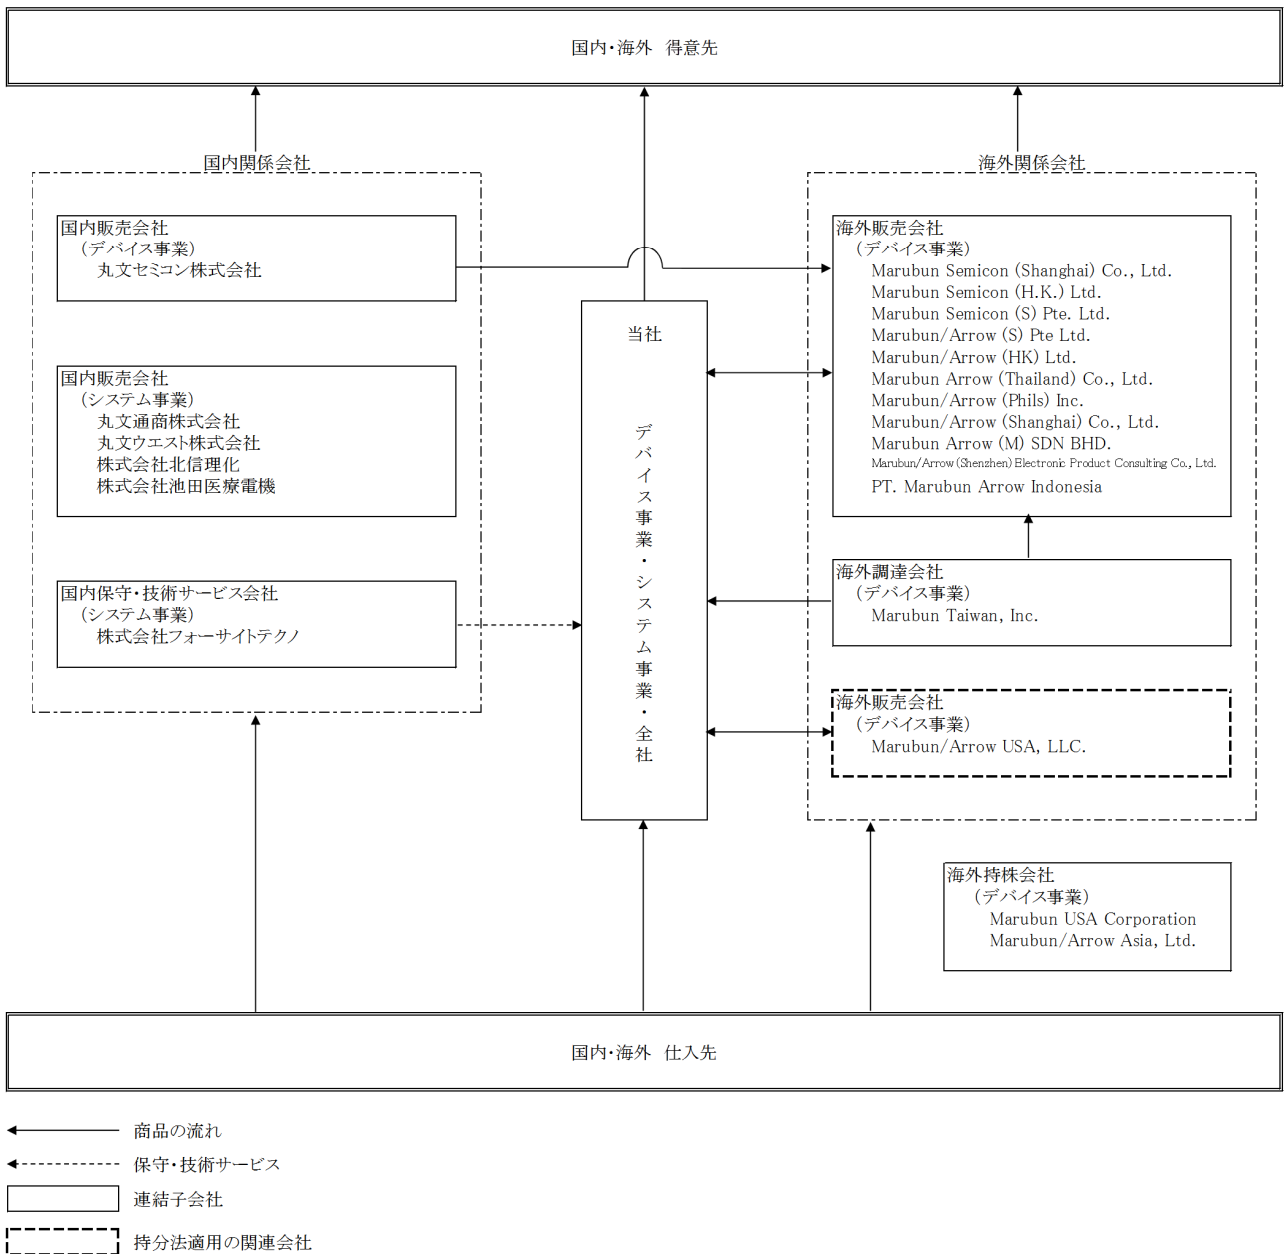 国内・海外 得意先
国内関係会社
国内販売会社
（デバイス事業）
丸文セミコン株式会社
国内販売会社
（システム事業）
丸文通商株式会社
丸文ウエスト株式会社
株式会社北信理化
株式会社池田医療電機
国内保守・技術サービス会社
（システム事業）
株式会社フォーサイトテクノ
当社
デバイス事業・システム事業・全社
海外関係会社
海外販売会社
（デバイス事業）
Marubun Semicon (Shanghai) Co., Ltd.
Marubun Semicon (H.K.) Ltd.
Marubun Semicon (S) Pte. Ltd.
Marubun/Arrow (S) Pte Ltd.
Marubun/Arrow (HK) Ltd.
Marubun Arrow (Thailand) Co., Ltd.
Marubun/Arrow (Phils) Inc.
Marubun/Arrow (Shanghai) Co., Ltd.
Marubun Arrow (M) SDN BHD.
Marubun/Arrow (Shenzhen) Electronic Product Consulting Co., Ltd.
PT. Marubun Arrow Indonesia
海外調達会社
（デバイス事業）
Marubun Taiwan, Inc.
海外販売会社
（デバイス事業）
Marubun/Arrow USA, LLC.
海外持株会社
（デバイス事業）
Marubun USA Corporation
Marubun/Arrow Asia, Ltd.
国内・海外 仕入先
商品の流れ
保守・技術サービス
連結子会社
持分法適用の関連会社